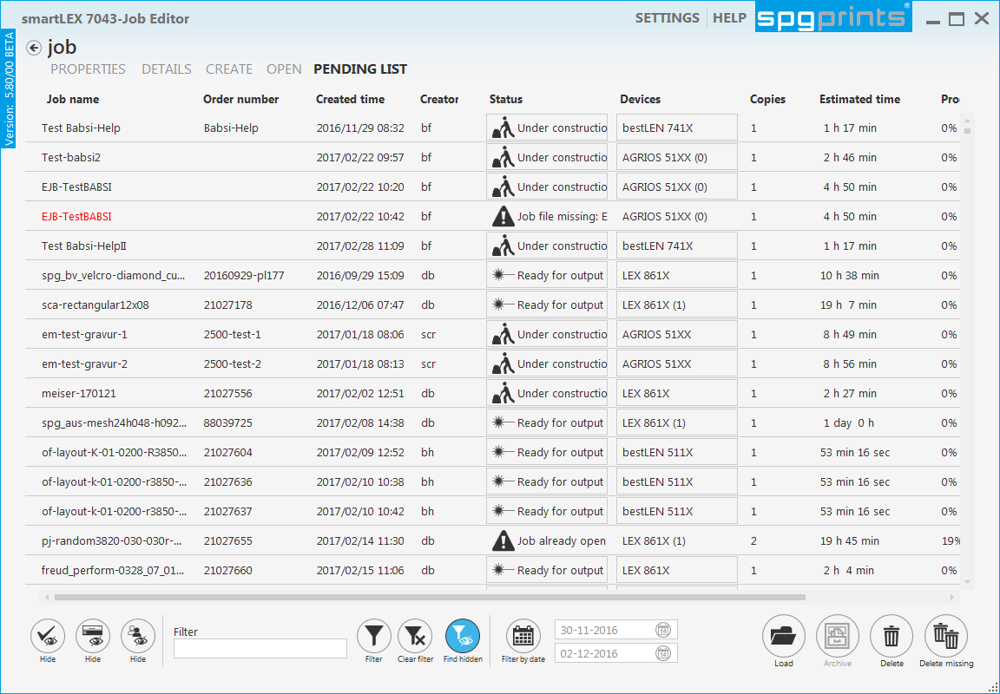 smartLEX 7043-Job Editor SETTINGS HELP spgprints®
Version: 5.80/00 BETA
job
PROPERTIES DETAILS CREATE OPEN PENDING LIST
Job name Order number Created time Creator Status Devices Copies Estimated time Pro
Test Babsi-Help Babsi-Help 2016/11/29 08:32 bf Under constructio bestLEN 741X 1 1 h 17 min 0%
Test-babsi2 2017/02/22 09:57 bf Under constructio AGRIOS 51XX (0) 1 2 h 46 min 0%
EJB-TestBABSI 2017/02/22 10:20 bf Under constructio AGRIOS 51XX (0) 1 4 h 50 min 0%
EJB-TestBABSI 2017/02/22 10:42 bf Job file missing: E AGRIOS 51XX (0) 1 4 h 50 min 0%
Test Babsi-HelpII 2017/02/28 11:09 bf Under constructio bestLEN 741X 1 1 h 17 min 0%
spg_bv_velcro-diamond_cu... 20160929-pl177 2016/09/29 15:09 db Ready for output LEX 861X 1 10 h 38 min 0%
sca-rectangular12x08 21027178 2016/12/06 07:47 db Ready for output LEX 861X (1) 1 19 h 7 min 0%
em-test-gravur-1 2500-test-1 2017/01/18 08:06 scr Under constructio AGRIOS 51XX 1 8 h 49 min 0%
em-test-gravur-2 2500-test-2 2017/01/18 08:13 scr Under constructio AGRIOS 51XX 1 8 h 56 min 0%
meiser-170121 21027556 2017/02/02 12:51 db Under constructio LEX 861X 1 2 h 27 min 0%
spg_aus-mesh24h048-h092... 88039725 2017/02/08 14:38 db Ready for output LEX 861X (1) 1 1 day 0 h 0%
of-layout-K-01-0200-R3850... 21027604 2017/02/09 12:52 bh Ready for output bestLEN 511X 1 53 min 16 sec 0%
of-layout-k-01-0200-r3850-... 21027636 2017/02/10 10:38 bh Ready for output bestLEN 511X 1 53 min 16 sec 0%
of-layout-k-01-0200-r3850-... 21027637 2017/02/10 10:42 bh Ready for output bestLEN 511X 1 53 min 16 sec 0%
pj-random3820-030-030r-... 21027655 2017/02/14 11:30 db Job already open LEX 861X (1) 2 19 h 45 min 19%
freud_perform-0328_07_01... 21027660 2017/02/15 11:06 db Ready for output LEX 861X 1 2 h 4 min 0%
Filter
30-11-2016 14
02-12-2016 14
Hide Hide Hide Filter Clear filter Find hidden Filter by date Load Archive Delete Delete missing